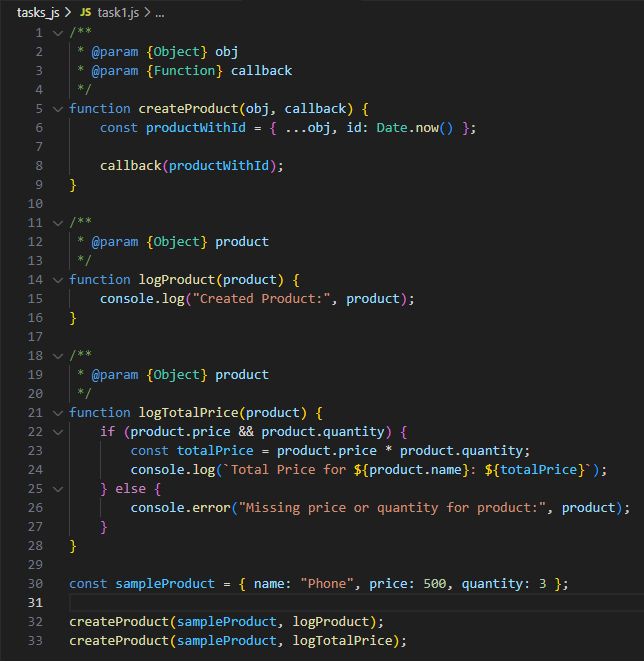 tasks_js > JS task1.js > ...
1 /**
2  * @param {Object} obj
3  * @param {Function} callback
4  */
5 function createProduct(obj, callback) {
6     const productWithId = { ...obj, id: Date.now() };
7
8     callback(productWithId);
9 }
10
11 /**
12  * @param {Object} product
13  */
14 function logProduct(product) {
15     console.log("Created Product:", product);
16 }
17
18 /**
19  * @param {Object} product
20  */
21 function logTotalPrice(product) {
22     if (product.price && product.quantity) {
23         const totalPrice = product.price * product.quantity;
24         console.log(`Total Price for ${product.name}: ${totalPrice}`);
25     } else {
26         console.error("Missing price or quantity for product:", product);
27     }
28 }
29
30 const sampleProduct = { name: "Phone", price: 500, quantity: 3 };
31
32 createProduct(sampleProduct, logProduct);
33 createProduct(sampleProduct, logTotalPrice);